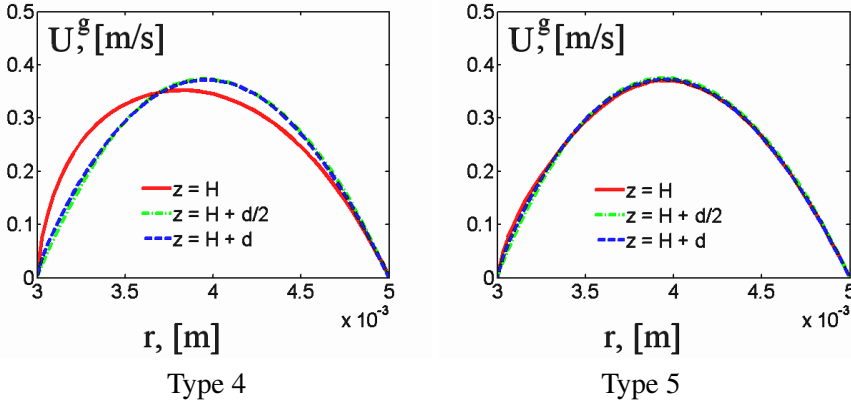 U,ᵍ[m/s]
0.5
0.4
0.3
0.2
0.1
0
z = H
z = H + d/2
z = H + d
3 3.5 4 4.5 5
x 10⁻³
r, [m]
Type 4
U,ᵍ[m/s]
0.5
0.4
0.3
0.2
0.1
0
z = H
z = H + d/2
z = H + d
3 3.5 4 4.5 5
x 10⁻³
r, [m]
Type 5